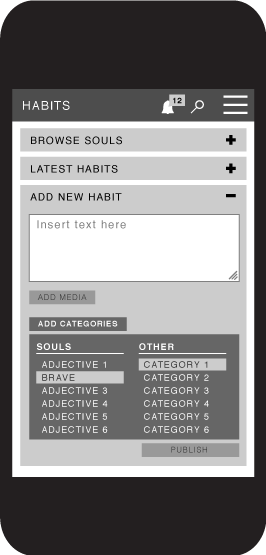 HABITS
12
BROWSE SOULS
LATEST HABITS
ADD NEW HABIT
Insert text here
ADD MEDIA
ADD CATEGORIES
SOULS
ADJECTIVE 1
BRAVE
ADJECTIVE 3
ADJECTIVE 4
ADJECTIVE 5
ADJECTIVE 6
OTHER
CATEGORY 1
CATEGORY 2
CATEGORY 3
CATEGORY 4
CATEGORY 5
CATEGORY 6
PUBLISH